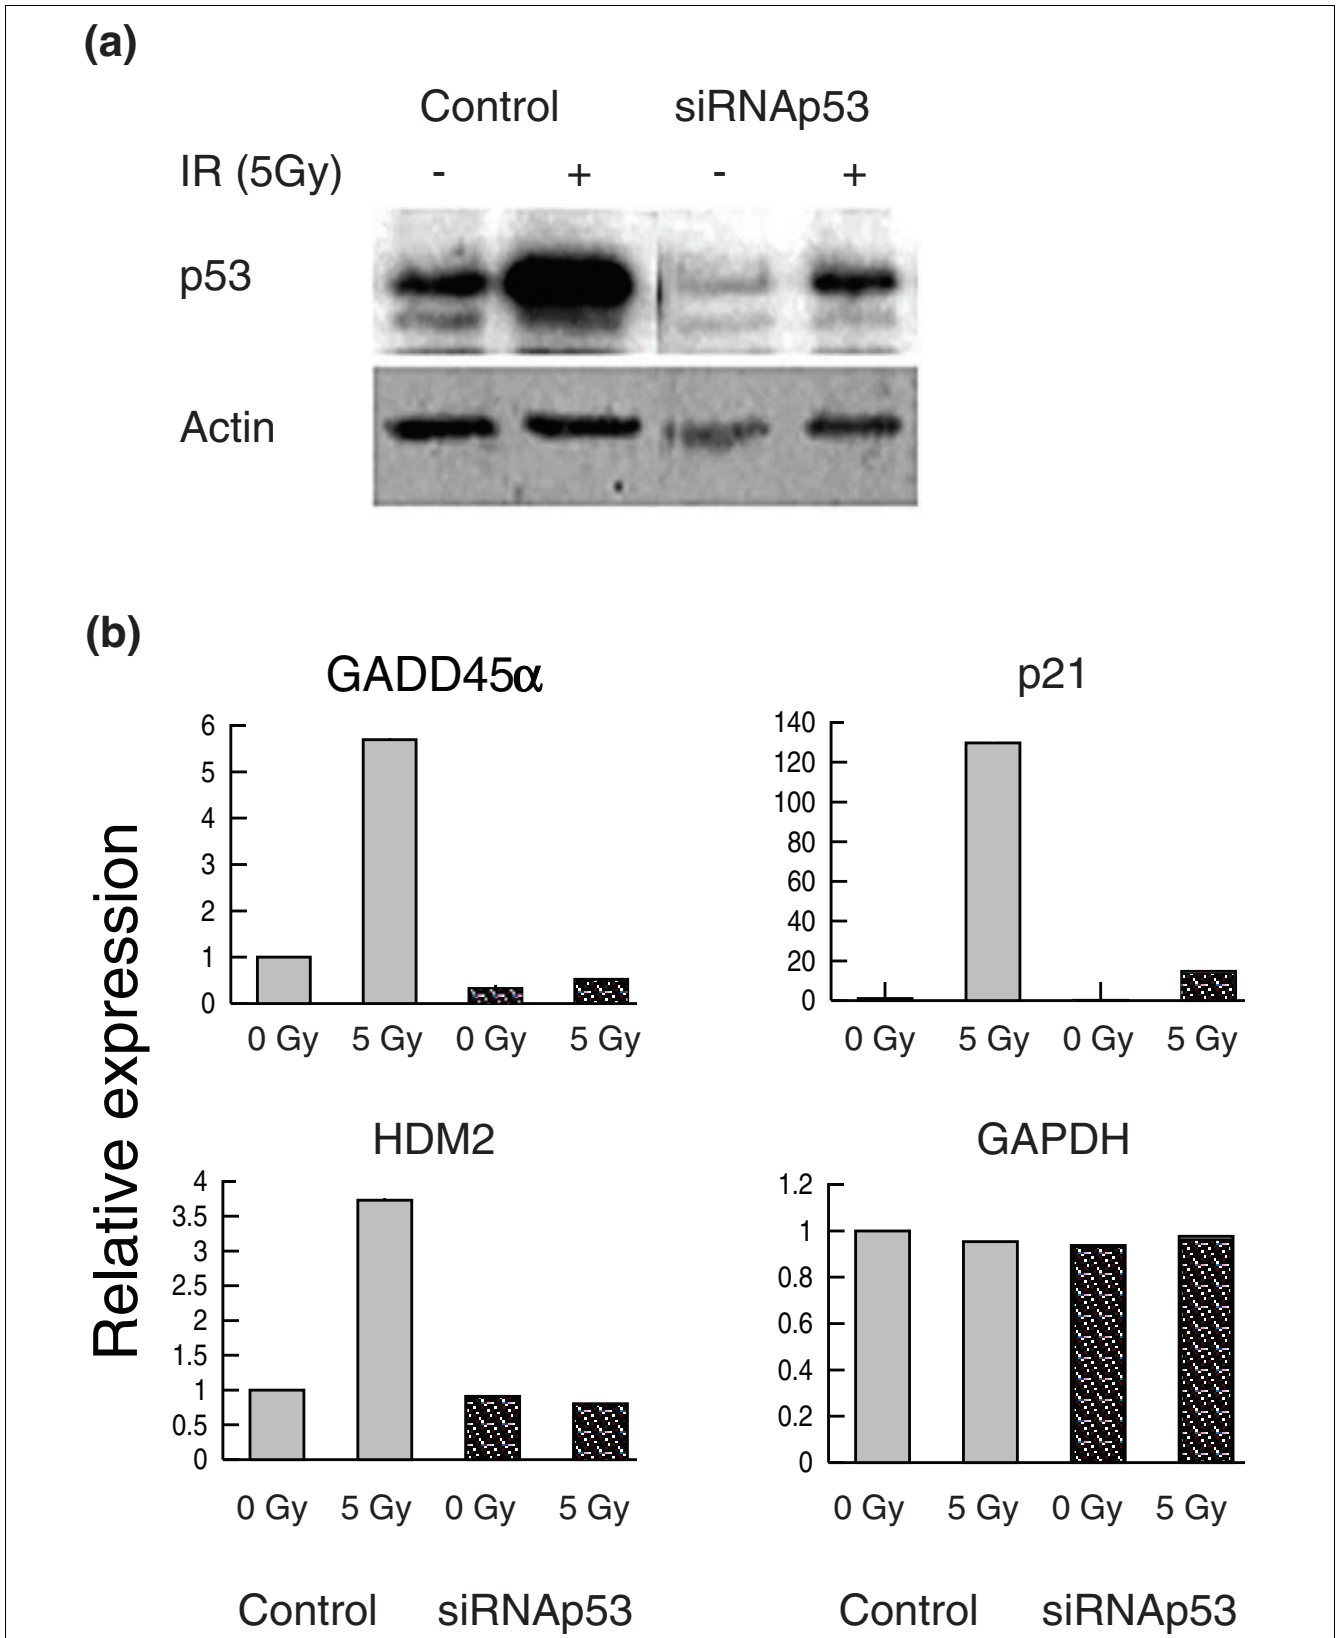 (a)
Control siRNAp53
IR (5Gy) - + - +
p53
Actin
(b)
Relative expression
GADD45α
6
5
4
3
2
1
0
0 Gy 5 Gy 0 Gy 5 Gy
p21
140
120
100
80
60
40
20
0
0 Gy 5 Gy 0 Gy 5 Gy
HDM2
4
3.5
3
2.5
2
1.5
1
0.5
0
0 Gy 5 Gy 0 Gy 5 Gy
Control siRNAp53
GAPDH
1.2
1
0.8
0.6
0.4
0.2
0
0 Gy 5 Gy 0 Gy 5 Gy
Control siRNAp53